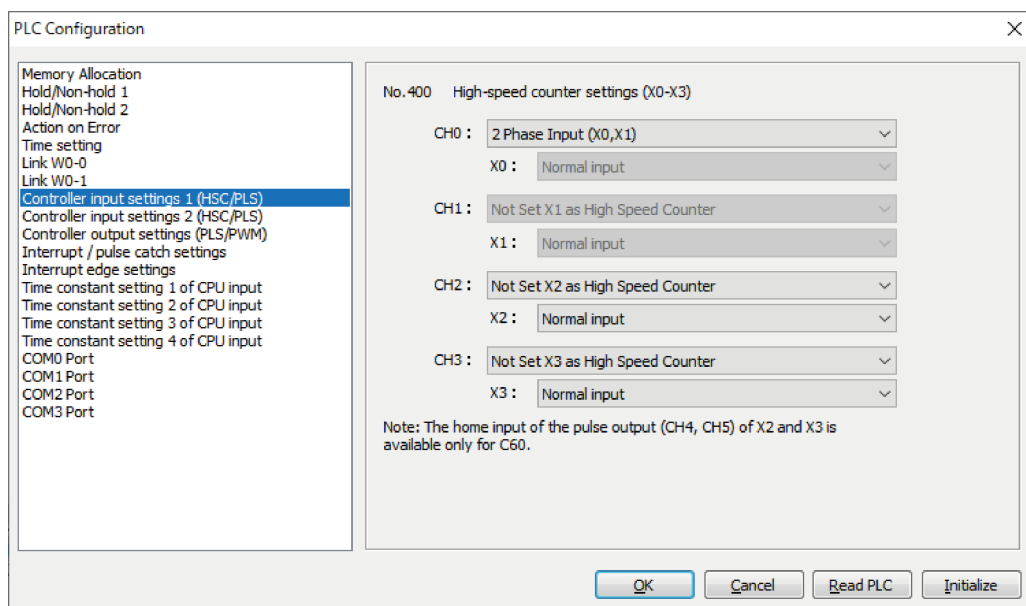 PLC Configuration
Memory Allocation
Hold/Non-hold 1
Hold/Non-hold 2
Action on Error
Time setting
Link W0-0
Link W0-1
Controller input settings 1 (HSC/PLS)
Controller input settings 2 (HSC/PLS)
Controller output settings (PLS/PWM)
Interrupt / pulse catch settings
Interrupt edge settings
Time constant setting 1 of CPU input
Time constant setting 2 of CPU input
Time constant setting 3 of CPU input
Time constant setting 4 of CPU input
COM0 Port
COM1 Port
COM2 Port
COM3 Port
No.400 High-speed counter settings (X0-X3)
CH0 : 2 Phase Input (X0,X1)
X0 : Normal input
CH1 : Not Set X1 as High Speed Counter
X1 : Normal input
CH2 : Not Set X2 as High Speed Counter
X2 : Normal input
CH3 : Not Set X3 as High Speed Counter
X3 : Normal input
Note: The home input of the pulse output (CH4, CH5) of X2 and X3 is
available only for C60.
OK Cancel Read PLC Initialize